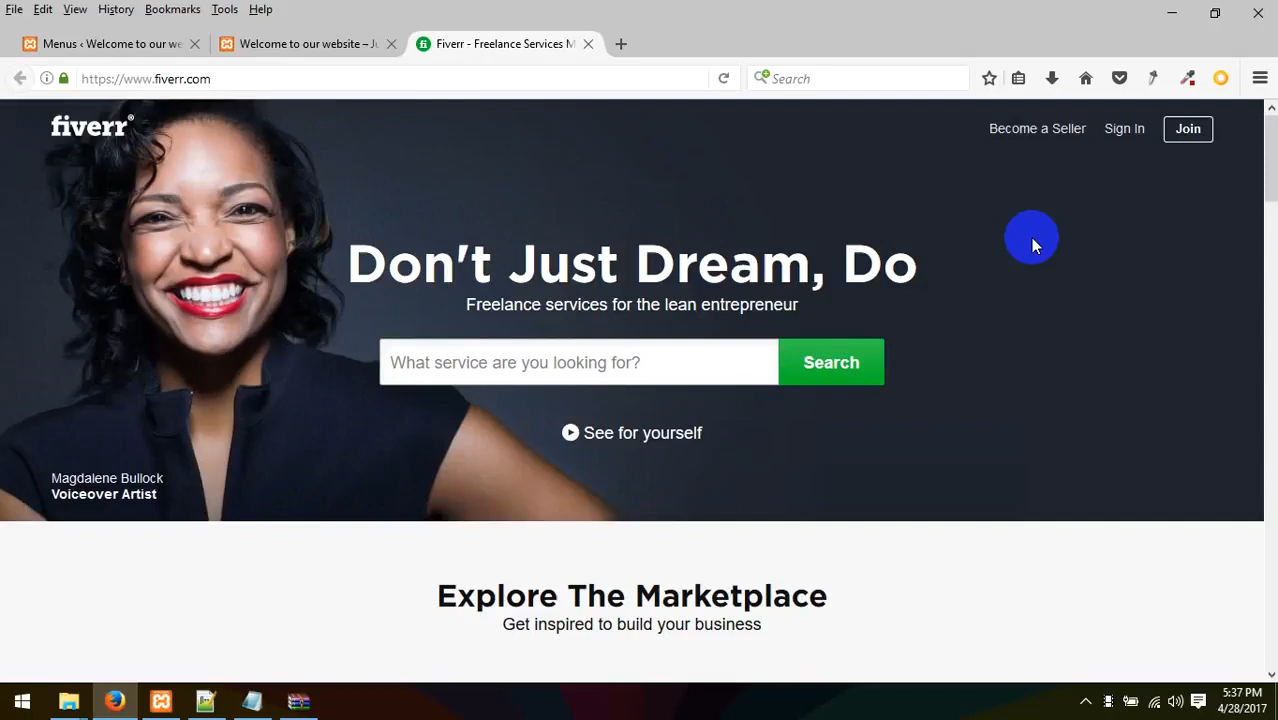 File Edit View History Bookmarks Tools Help
Menus ‹ Welcome to our we
Welcome to our website – Ju
fi Fiverr - Freelance Services M
https://www.fiverr.com
Search
fiverr®
Become a Seller Sign In Join
Don't Just Dream, Do
Freelance services for the lean entrepreneur
What service are you looking for? Search
See for yourself
Magdalene Bullock
Voiceover Artist
Explore The Marketplace
Get inspired to build your business
5:37 PM
4/28/2017